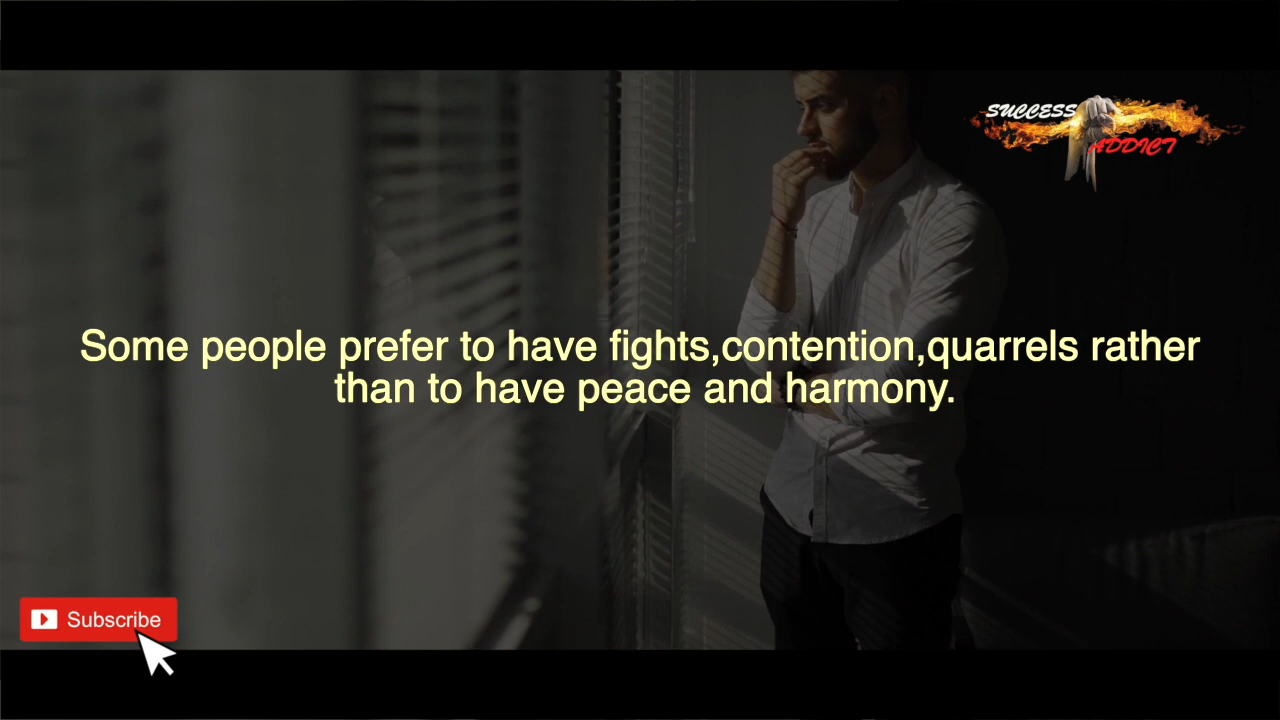 SUCCESS
ADDICT
Some people prefer to have fights,contention,quarrels rather
than to have peace and harmony.
Subscribe